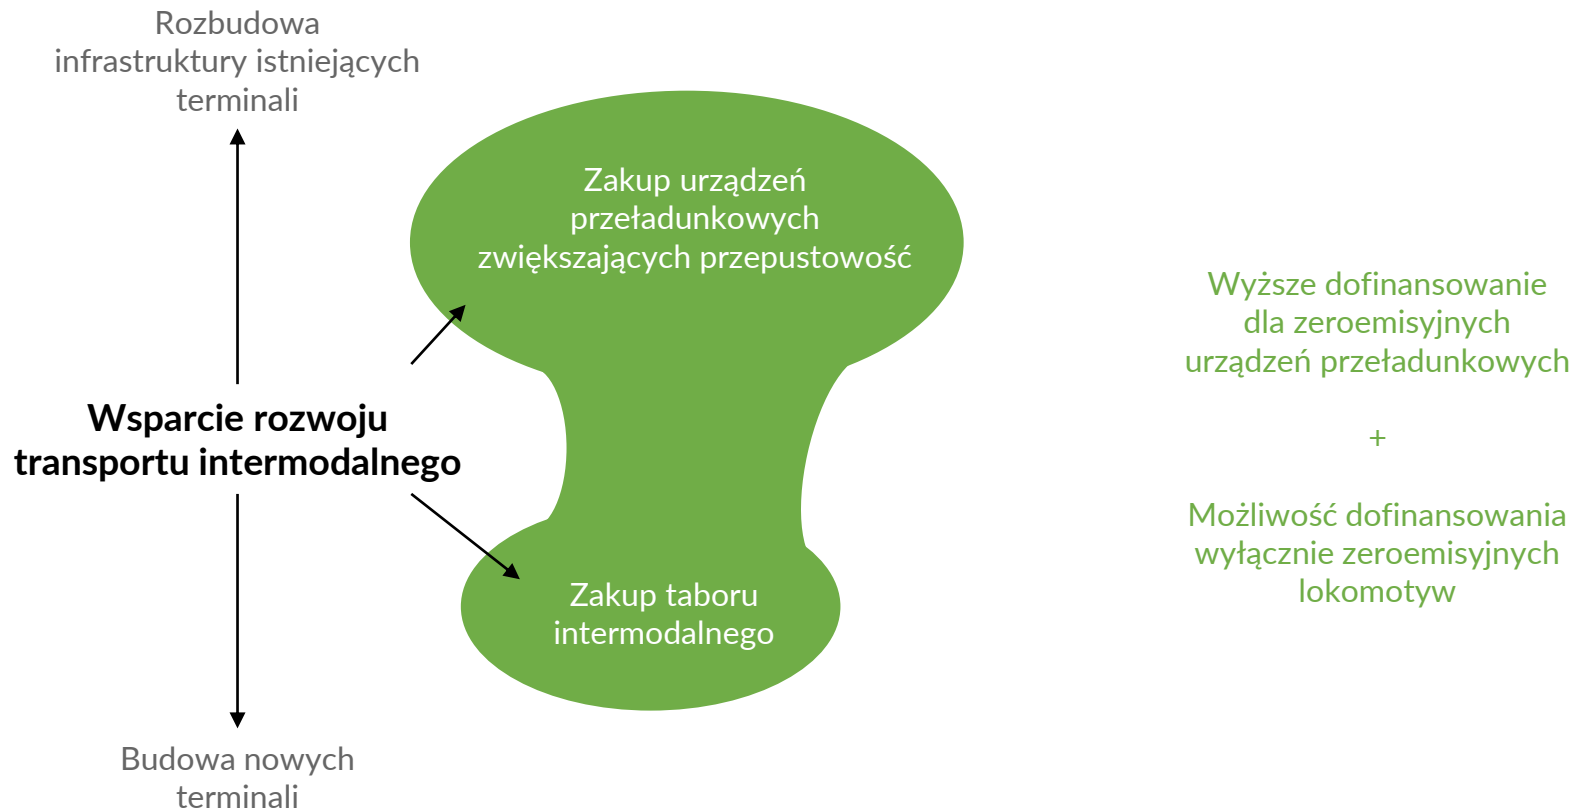 Rozbudowa
infrastruktury istniejących
terminali
Zakup urządzeń
przeładunkowych
zwiększających przepustowość
Wyższe dofinansowanie
dla zeroemisyjnych
urządzeń przeładunkowych
+
Możliwość dofinansowania
wyłącznie zeroemisyjnych
lokomotyw
Wsparcie rozwoju
transportu intermodalnego
Zakup taboru
intermodalnego
Budowa nowych
terminali